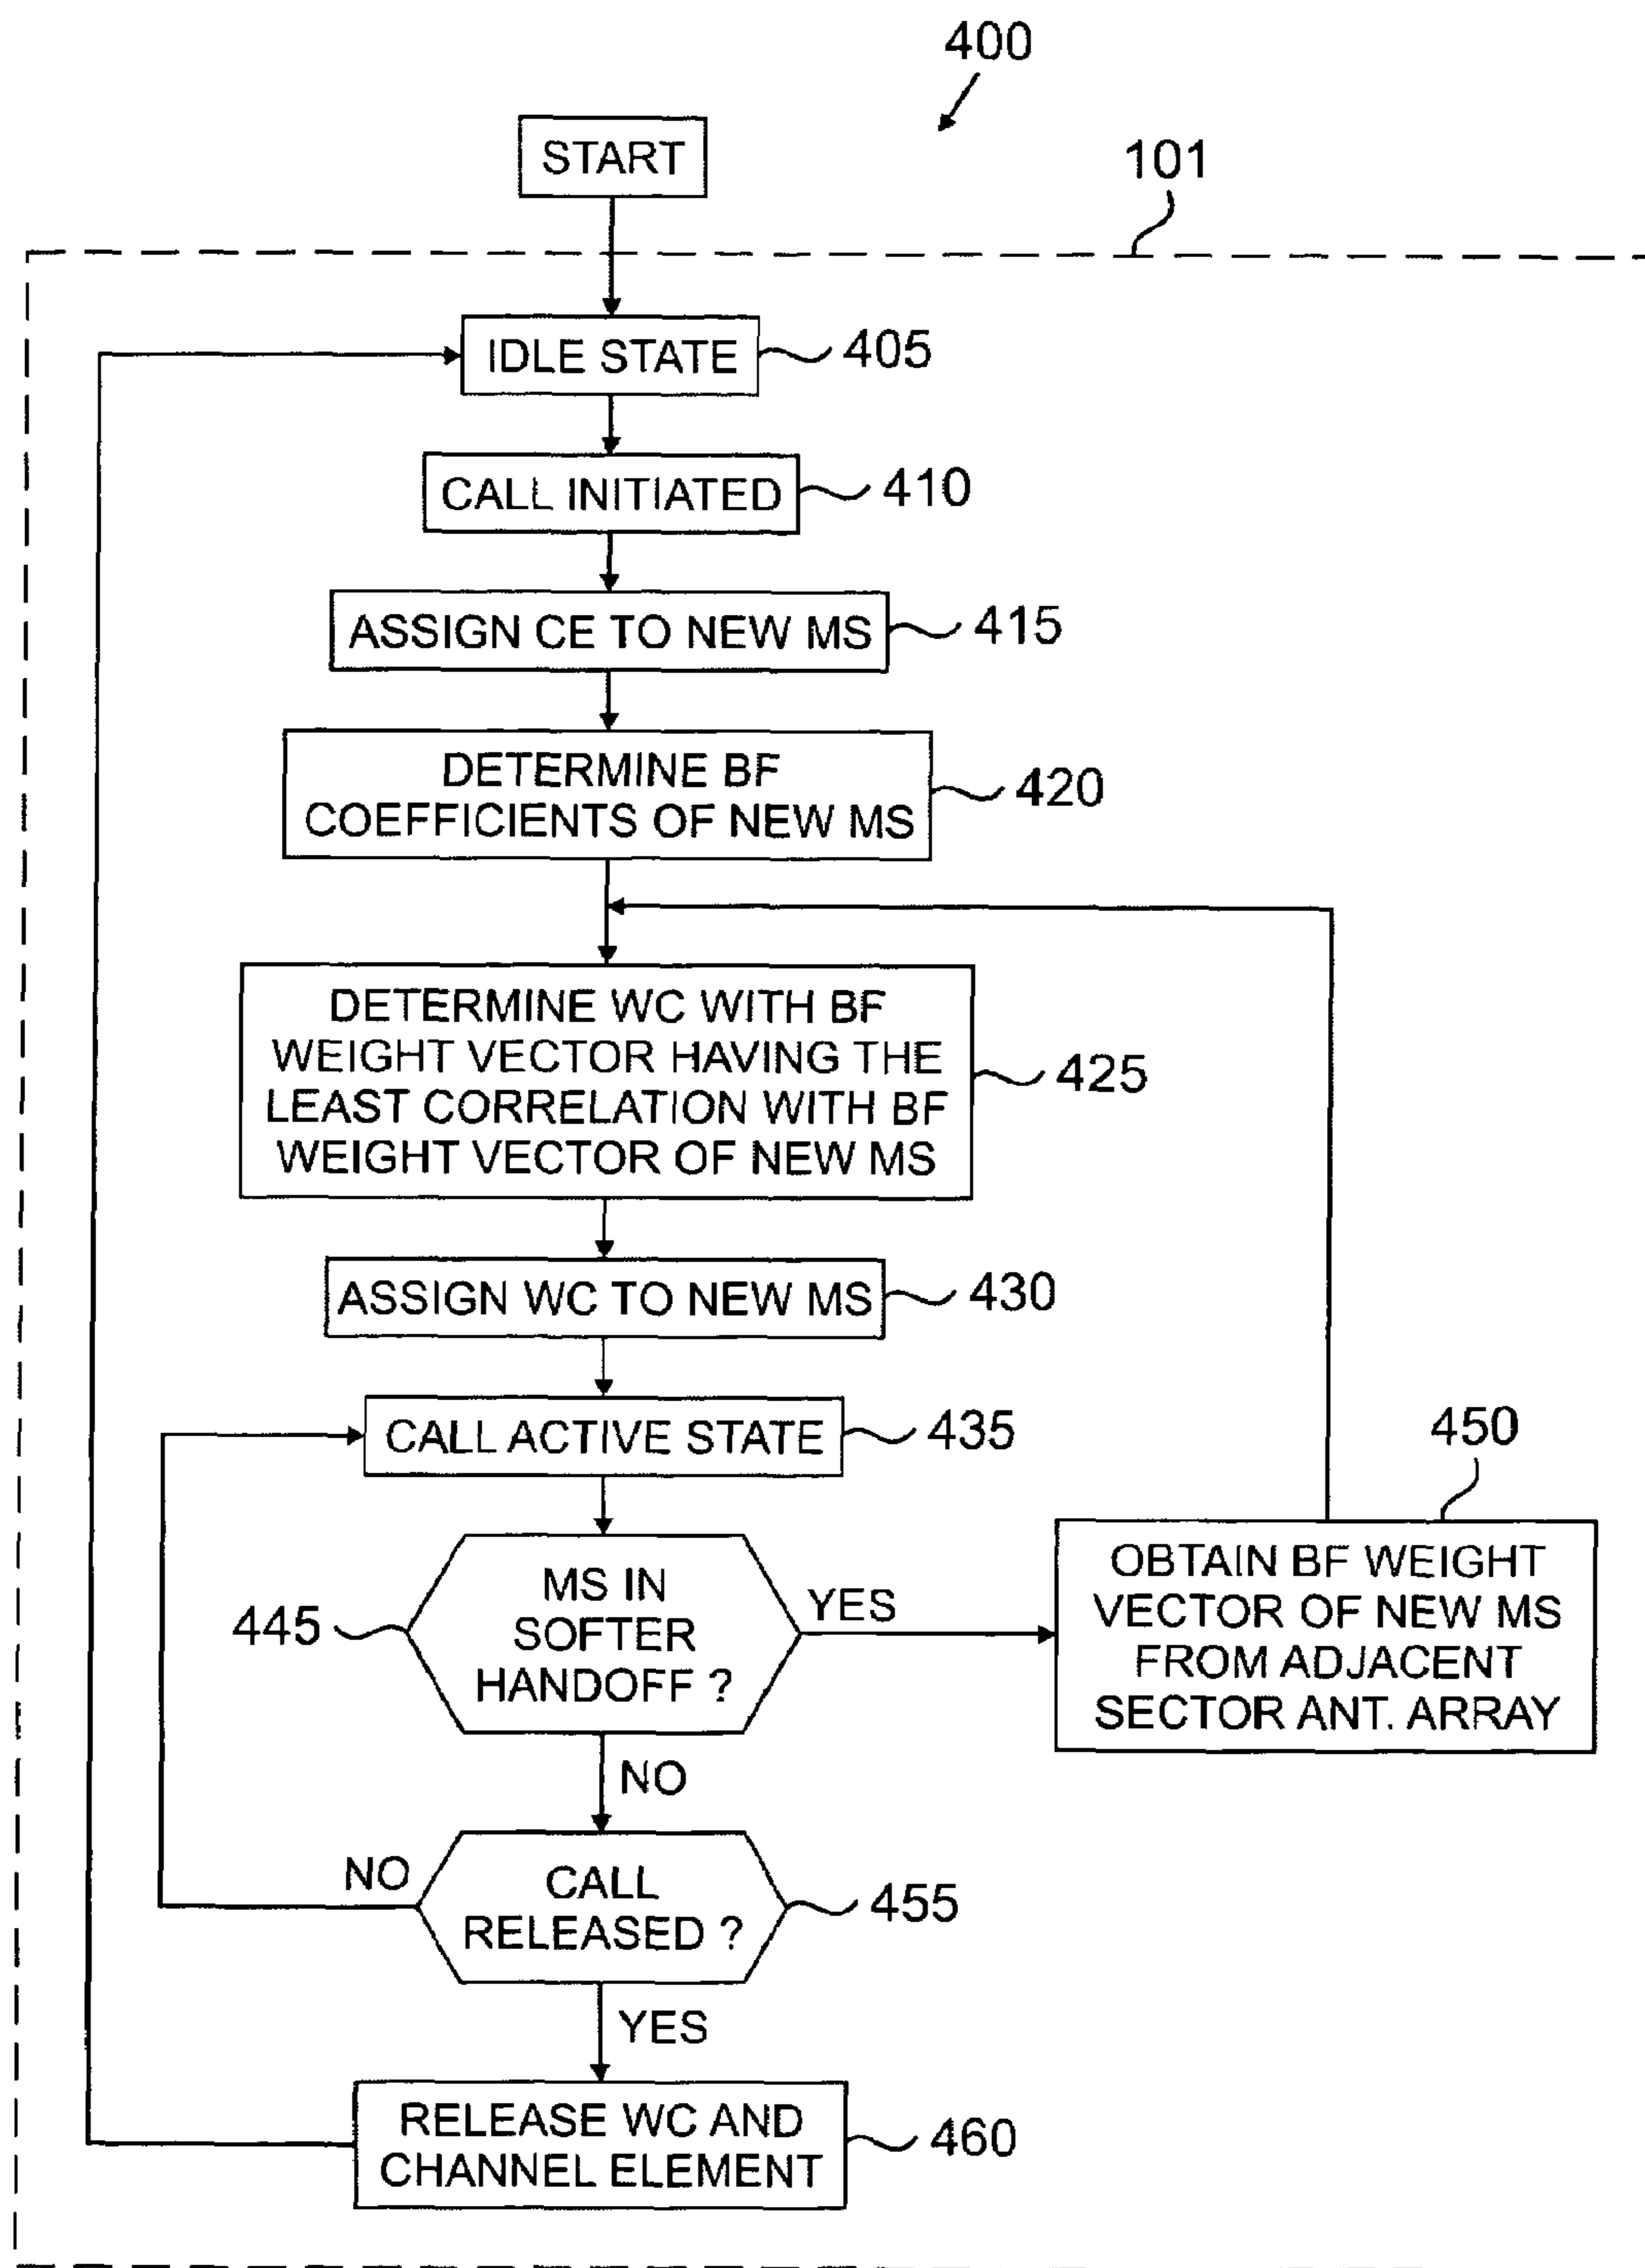 400
START
101
IDLE STATE
405
CALL INITIATED
410
ASSIGN CE TO NEW MS
415
DETERMINE BF
COEFFICIENTS OF NEW MS
420
DETERMINE WC WITH BF
WEIGHT VECTOR HAVING THE
LEAST CORRELATION WITH BF
WEIGHT VECTOR OF NEW MS
425
ASSIGN WC TO NEW MS
430
CALL ACTIVE STATE
435
445
MS IN
SOFTER
HANDOFF ?
YES
450
OBTAIN BF WEIGHT
VECTOR OF NEW MS
FROM ADJACENT
SECTOR ANT. ARRAY
NO
NO
CALL
RELEASED ?
455
YES
RELEASE WC AND
CHANNEL ELEMENT
460